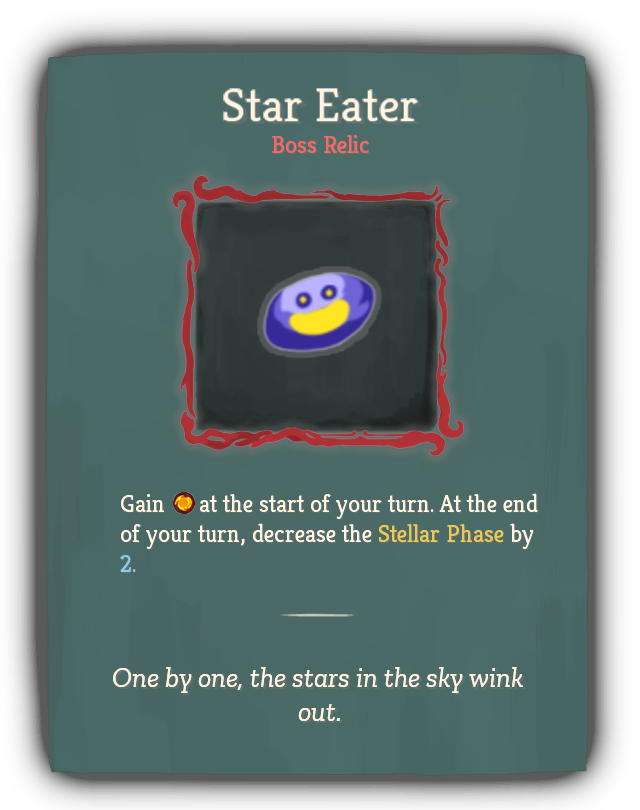 Star Eater
Boss Relic
Gain at the start of your turn. At the end
of your turn, decrease the Stellar Phase by
2.
One by one, the stars in the sky wink
out.